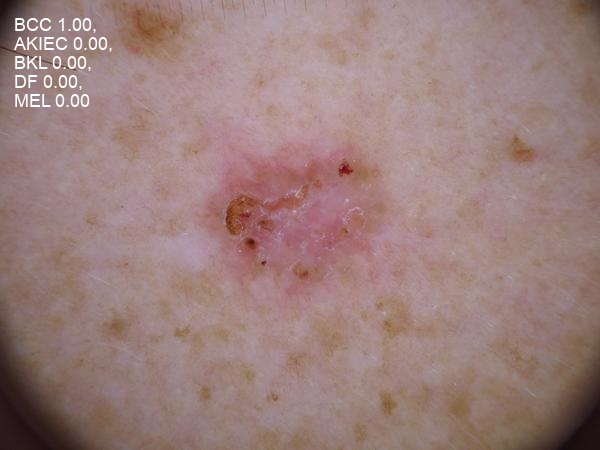 BCC 1.00,
AKIEC 0.00,
BKL 0.00,
DF 0.00,
MEL 0.00